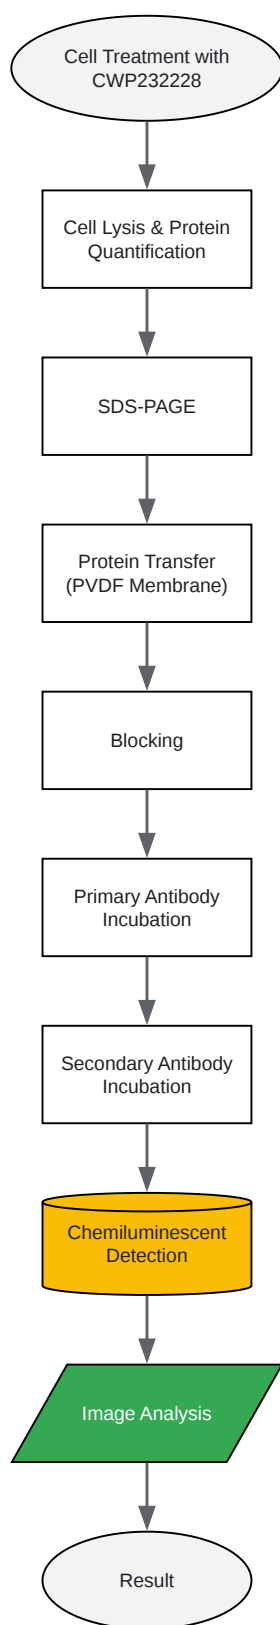 Cell Treatment with
CWP232228
Cell Lysis & Protein
Quantification
SDS-PAGE
Protein Transfer
(PVDF Membrane)
Blocking
Primary Antibody
Incubation
Secondary Antibody
Incubation
Chemiluminescent
Detection
Image Analysis
Result